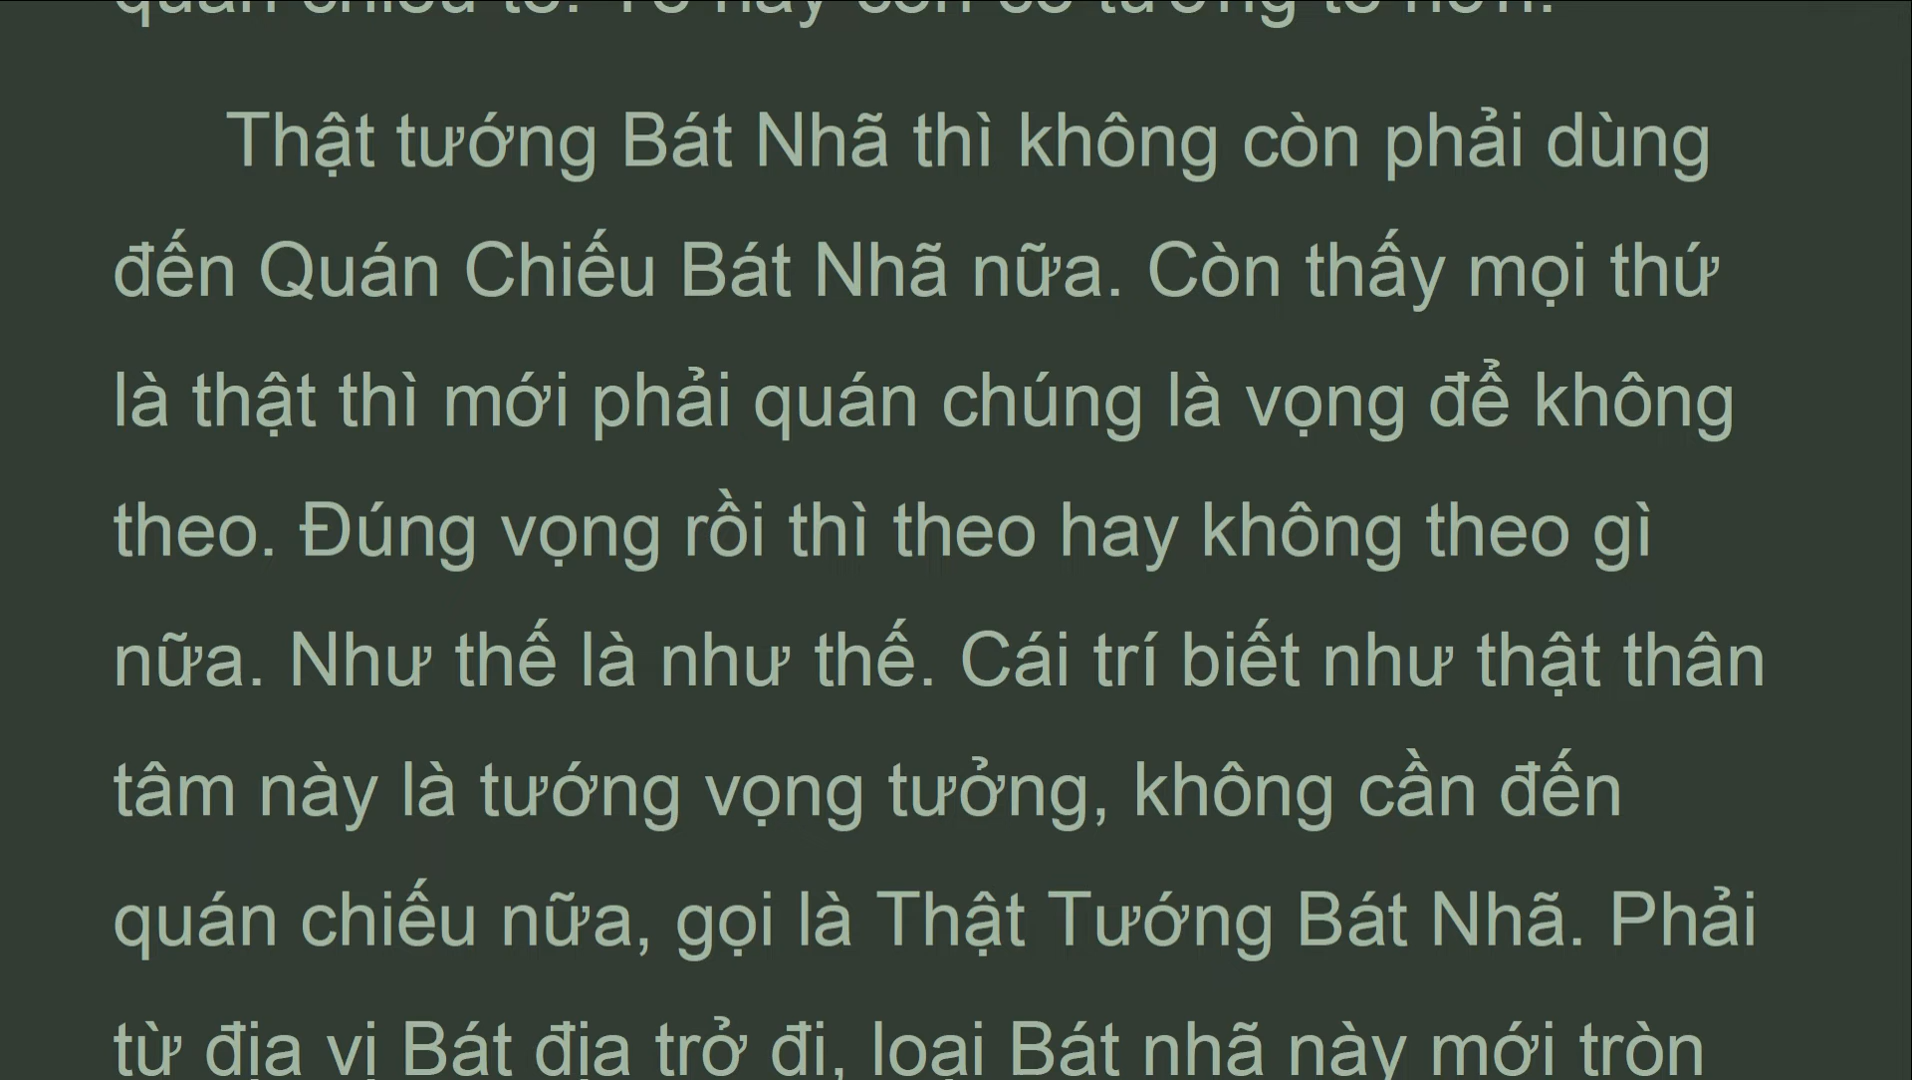 Thật tướng Bát Nhã thì không còn phải dùng
đến Quán Chiếu Bát Nhã nữa. Còn thấy mọi thứ
là thật thì mới phải quán chúng là vọng để không
theo. Đúng vọng rồi thì theo hay không theo gì
nữa. Như thế là như thế. Cái trí biết như thật thân
tâm này là tướng vọng tưởng, không cần đến
quán chiếu nữa, gọi là Thật Tướng Bát Nhã. Phải
từ địa vị Bát địa trở đi, loại Bát nhã này mới tròn